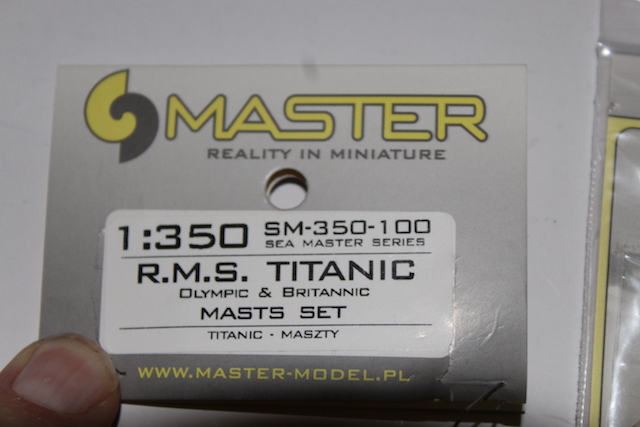 MASTER
REALITY IN MINIATURE
1:350 SM-350-100
SEA MASTER SERIES
R.M.S. TITANIC
OLYMPIC & BRITANNIC
MASTS SET
TITANIC - MASZTY
WWW.MASTER-MODEL.PL